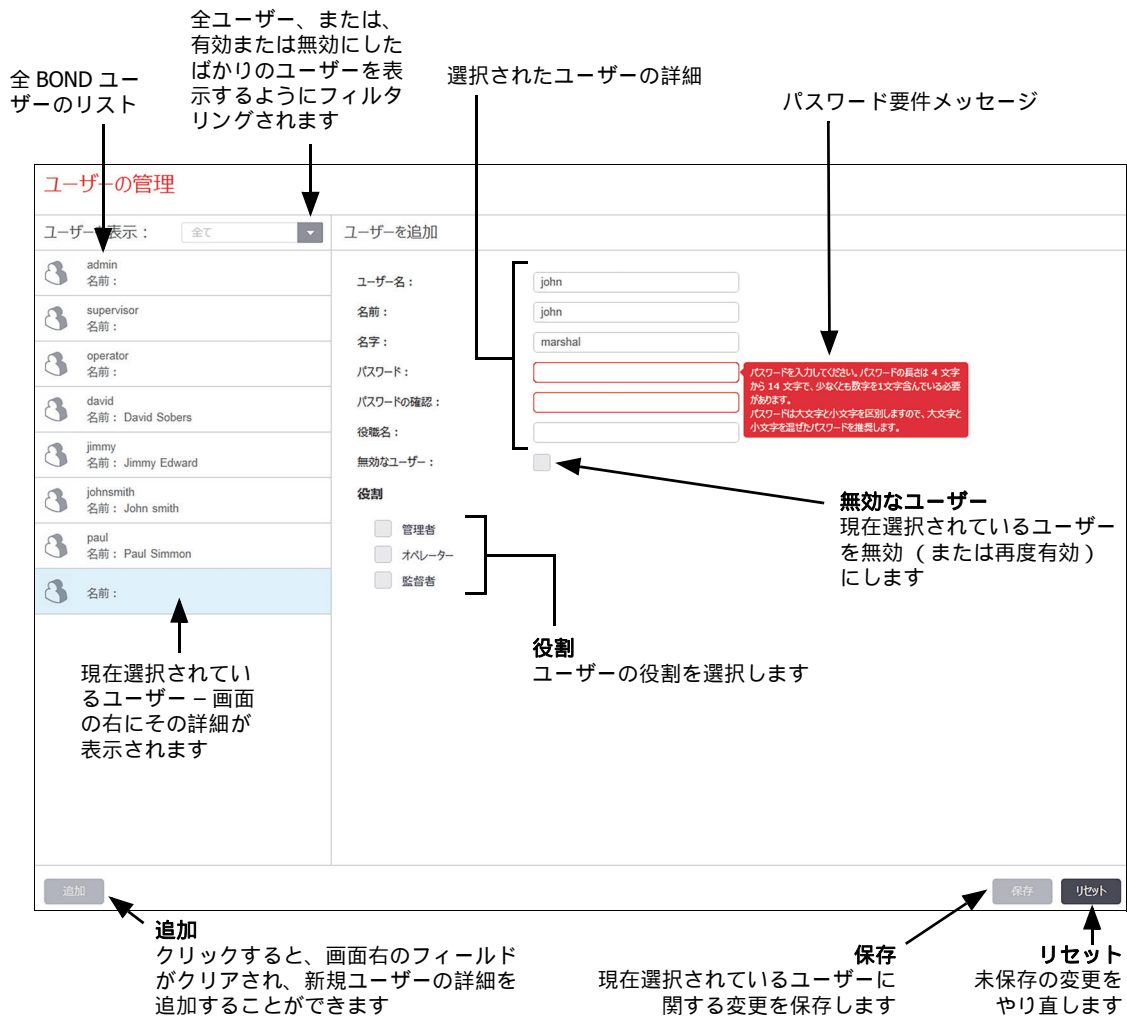 全ユーザー、または、
有効または無効にした
ばかりのユーザーを表
示するようにフィルタ
リングされます
全 BOND ユー
ザーのリスト
選択されたユーザーの詳細
パスワード要件メッセージ
ユーザーの管理
ユーザー 表示：
全て
ユーザーを追加
admin
名前：
supervisor
名前：
operator
名前：
david
名前： David Sobers
jimmy
名前： Jimmy Edward
johnsmith
名前： John smith
paul
名前： Paul Simmon
名前：
ユーザー名：
john
名前：
john
名字：
marshal
パスワード：
パスワードの確認：
役職名：
無効なユーザー：
パスワードを入力してください。パスワードの長さは 4 文字
から 14 文字で、少なくとも数字を1文字含んでいる必要
があります。
パスワードは大文字と小文字を区別しますので、大文字と
小文字を混ぜたパスワードを推奨します。
役割
管理者
オペレーター
監督者
無効なユーザー
現在選択されているユーザー
を無効（または再度有効）
にします
役割
ユーザーの役割を選択します
現在選択されてい
るユーザー – 画面
の右にその詳細が
表示されます
追加
保存
リセット
追加
クリックすると、画面右のフィールド
がクリアされ、新規ユーザーの詳細を
追加することができます
保存
現在選択されているユーザーに
関する変更を保存します
リセット
未保存の変更を
やり直します